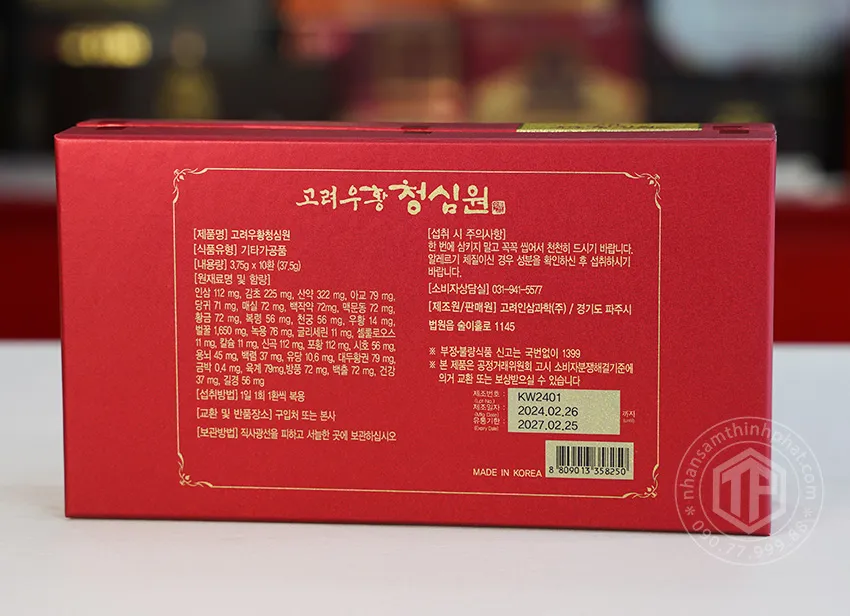 고려우황청심원
[제품명] 고려우황청심원
[식품유형] 기타가공품
[내용량] 3.75g x 10환 (37.5g)
[원재료명 및 함량]
인삼 112 mg, 감초 225 mg, 산약 322 mg, 아교 79 mg,
당귀 71 mg, 매실 72 mg, 백작약 72mg, 맥문동 72 mg,
황금 72 mg, 복령 56 mg, 천궁 56 mg, 우황 14 mg,
벌꿀 1,650 mg, 녹용 76 mg, 글리세린 11 mg, 셀룰로오스
11 mg, 칼슘 11 mg, 신곡 112 mg, 포황 112 mg, 시호 56 mg,
용뇌 45 mg, 백렴 37 mg, 유당 10,6 mg, 대두황권 79 mg,
금박 0,4 mg, 육계 79mg,방풍 72 mg, 백출 72 mg, 건강
37 mg, 길경 56 mg
[섭취방법] 1일 1회 1환씩 복용
[교환 및 반품장소] 구입처 또는 본사
[보관방법] 직사광선을 피하고 서늘한 곳에 보관하십시오
[섭취 시 주의사항]
한 번에 삼키지 말고 꼭꼭 씹어서 천천히 드시기 바랍니다.
알레르기 체질이신 경우 성분을 확인하신 후 섭취하시기
바랍니다.
[소비자상담실] 031-941-5577
[제조원/판매원] 고려인삼과학(주) / 경기도 파주시
법원읍 술이홀로 1145
※ 부정·불량식품 신고는 국번없이 1399
※ 본 제품은 공정거래위원회 고시 소비자분쟁해결기준에
의거 교환 또는 보상받으실 수 있습니다
제조번호 : KW2401
(Lot No.)
제조일자 : 2024.02.26 까지
(Mfg Date) (until)
유통기한 : 2027.02.25
(Expiry Date)
MADE IN KOREA
8 809013 358250
nhansamthinhphat.com
TP
090.77.999.88